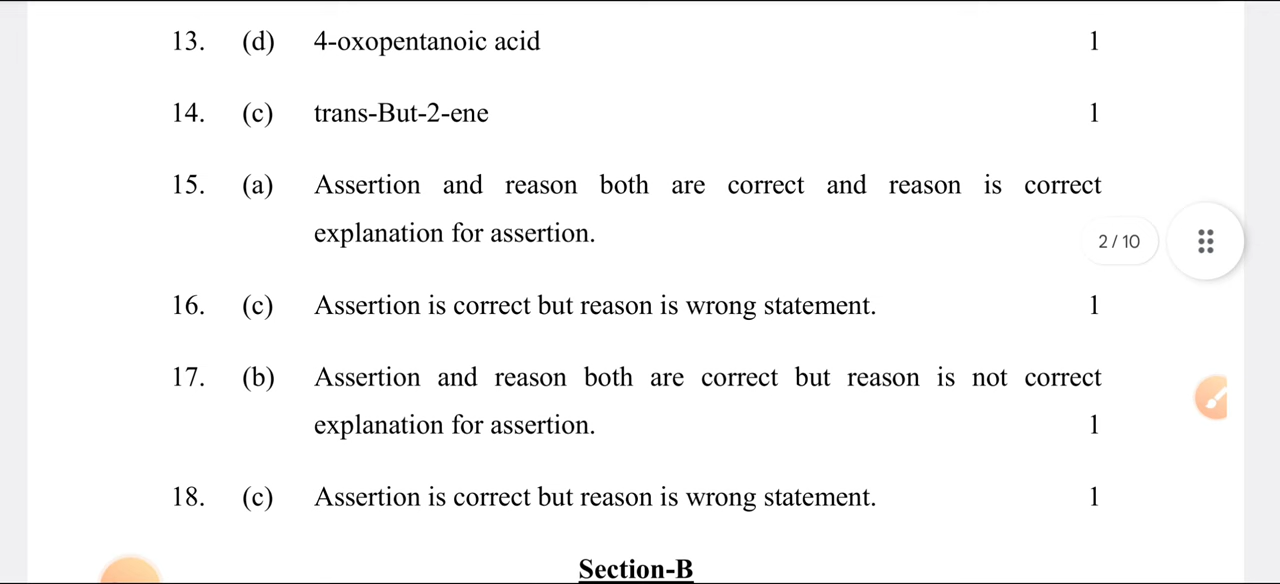 13. (d) 4-oxopentanoic acid 1
14. (c) trans-But-2-ene 1
15. (a) Assertion and reason both are correct and reason is correct
explanation for assertion.
2 / 10
16. (c) Assertion is correct but reason is wrong statement. 1
17. (b) Assertion and reason both are correct but reason is not correct
explanation for assertion. 1
18. (c) Assertion is correct but reason is wrong statement. 1
Section-B